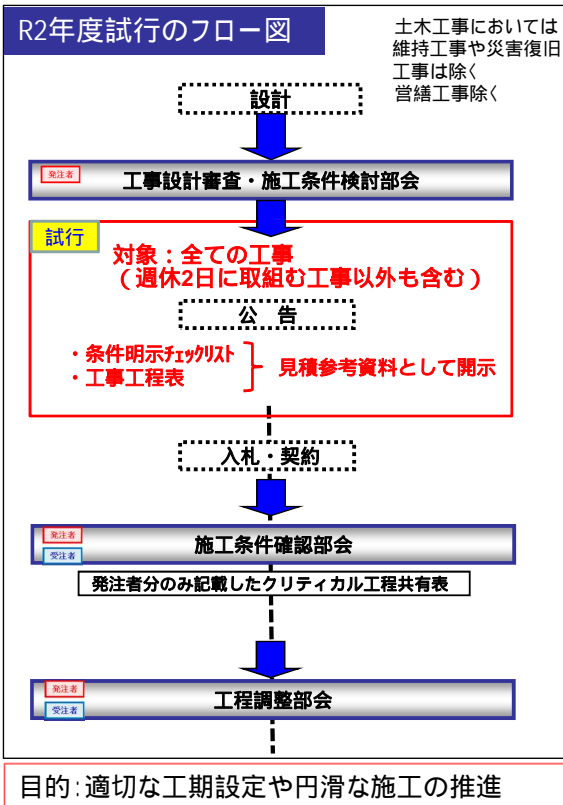 R2年度試行のフロー図
土木工事においては
維持工事や災害復旧
工事は除く
営繕工事除く
設計
発注者
工事設計審査・施工条件検討部会
試行
対象：全ての工事
（週休2日に取組む工事以外も含む）
公 告
・条件明示ﾁｪｯｸﾘｽﾄ
・工事工程表
見積参考資料として開示
入札・契約
発注者
受注者
施工条件確認部会
発注者分のみ記載したクリティカル工程共有表
発注者
受注者
工程調整部会
目的:適切な工期設定や円滑な施工の推進